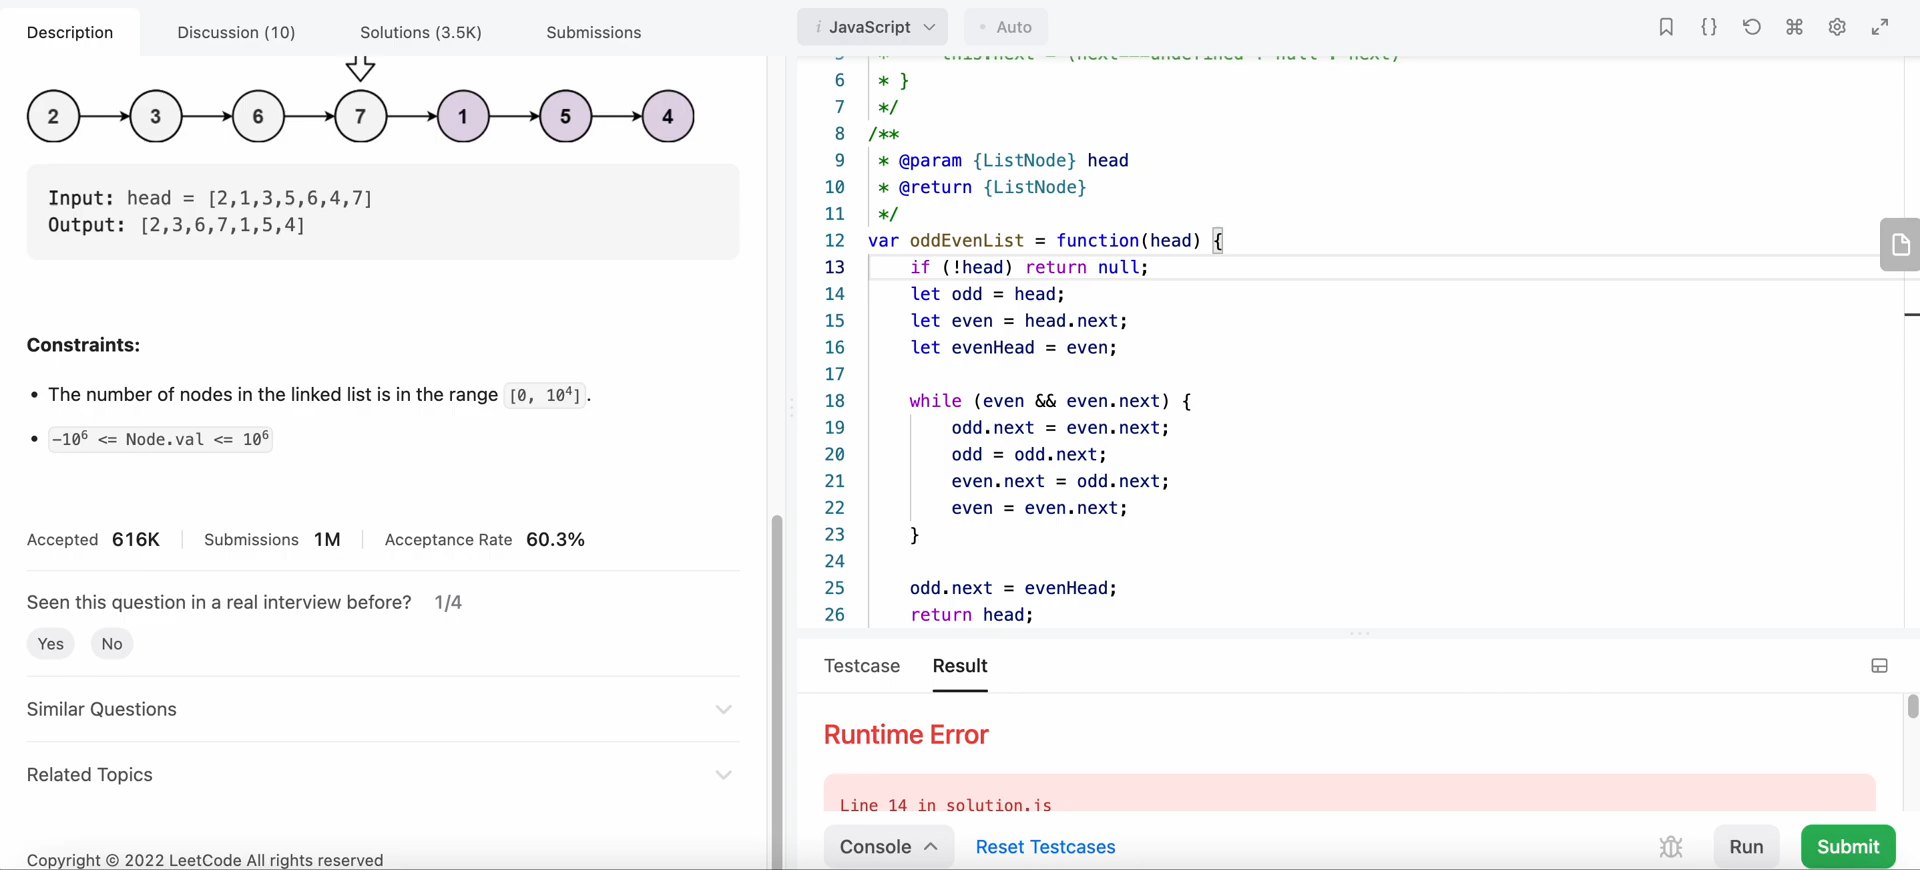 Description
Discussion (10)
Solutions (3.5K)
Submissions
2 3 6 7 1 5 4
Input: head = [2,1,3,5,6,4,7]
Output: [2,3,6,7,1,5,4]
Constraints:
• The number of nodes in the linked list is in the range [0, 10⁴].
• -10⁶ <= Node.val <= 10⁶
Accepted 616K
Submissions 1M
Acceptance Rate 60.3%
Seen this question in a real interview before? 1/4
Yes
No
Similar Questions
Related Topics
Copyright © 2022 LeetCode All rights reserved
i JavaScript
• Auto
{}
5 * this.next = (next===undefined ? null : next)
6 * }
7 */
8 /**
9 * @param {ListNode} head
10 * @return {ListNode}
11 */
12 var oddEvenList = function(head) {
13 if (!head) return null;
14 let odd = head;
15 let even = head.next;
16 let evenHead = even;
17
18 while (even && even.next) {
19 odd.next = even.next;
20 odd = odd.next;
21 even.next = odd.next;
22 even = even.next;
23 }
24
25 odd.next = evenHead;
26 return head;
Testcase
Result
Runtime Error
Line 14 in solution.js
Console
Reset Testcases
Run
Submit